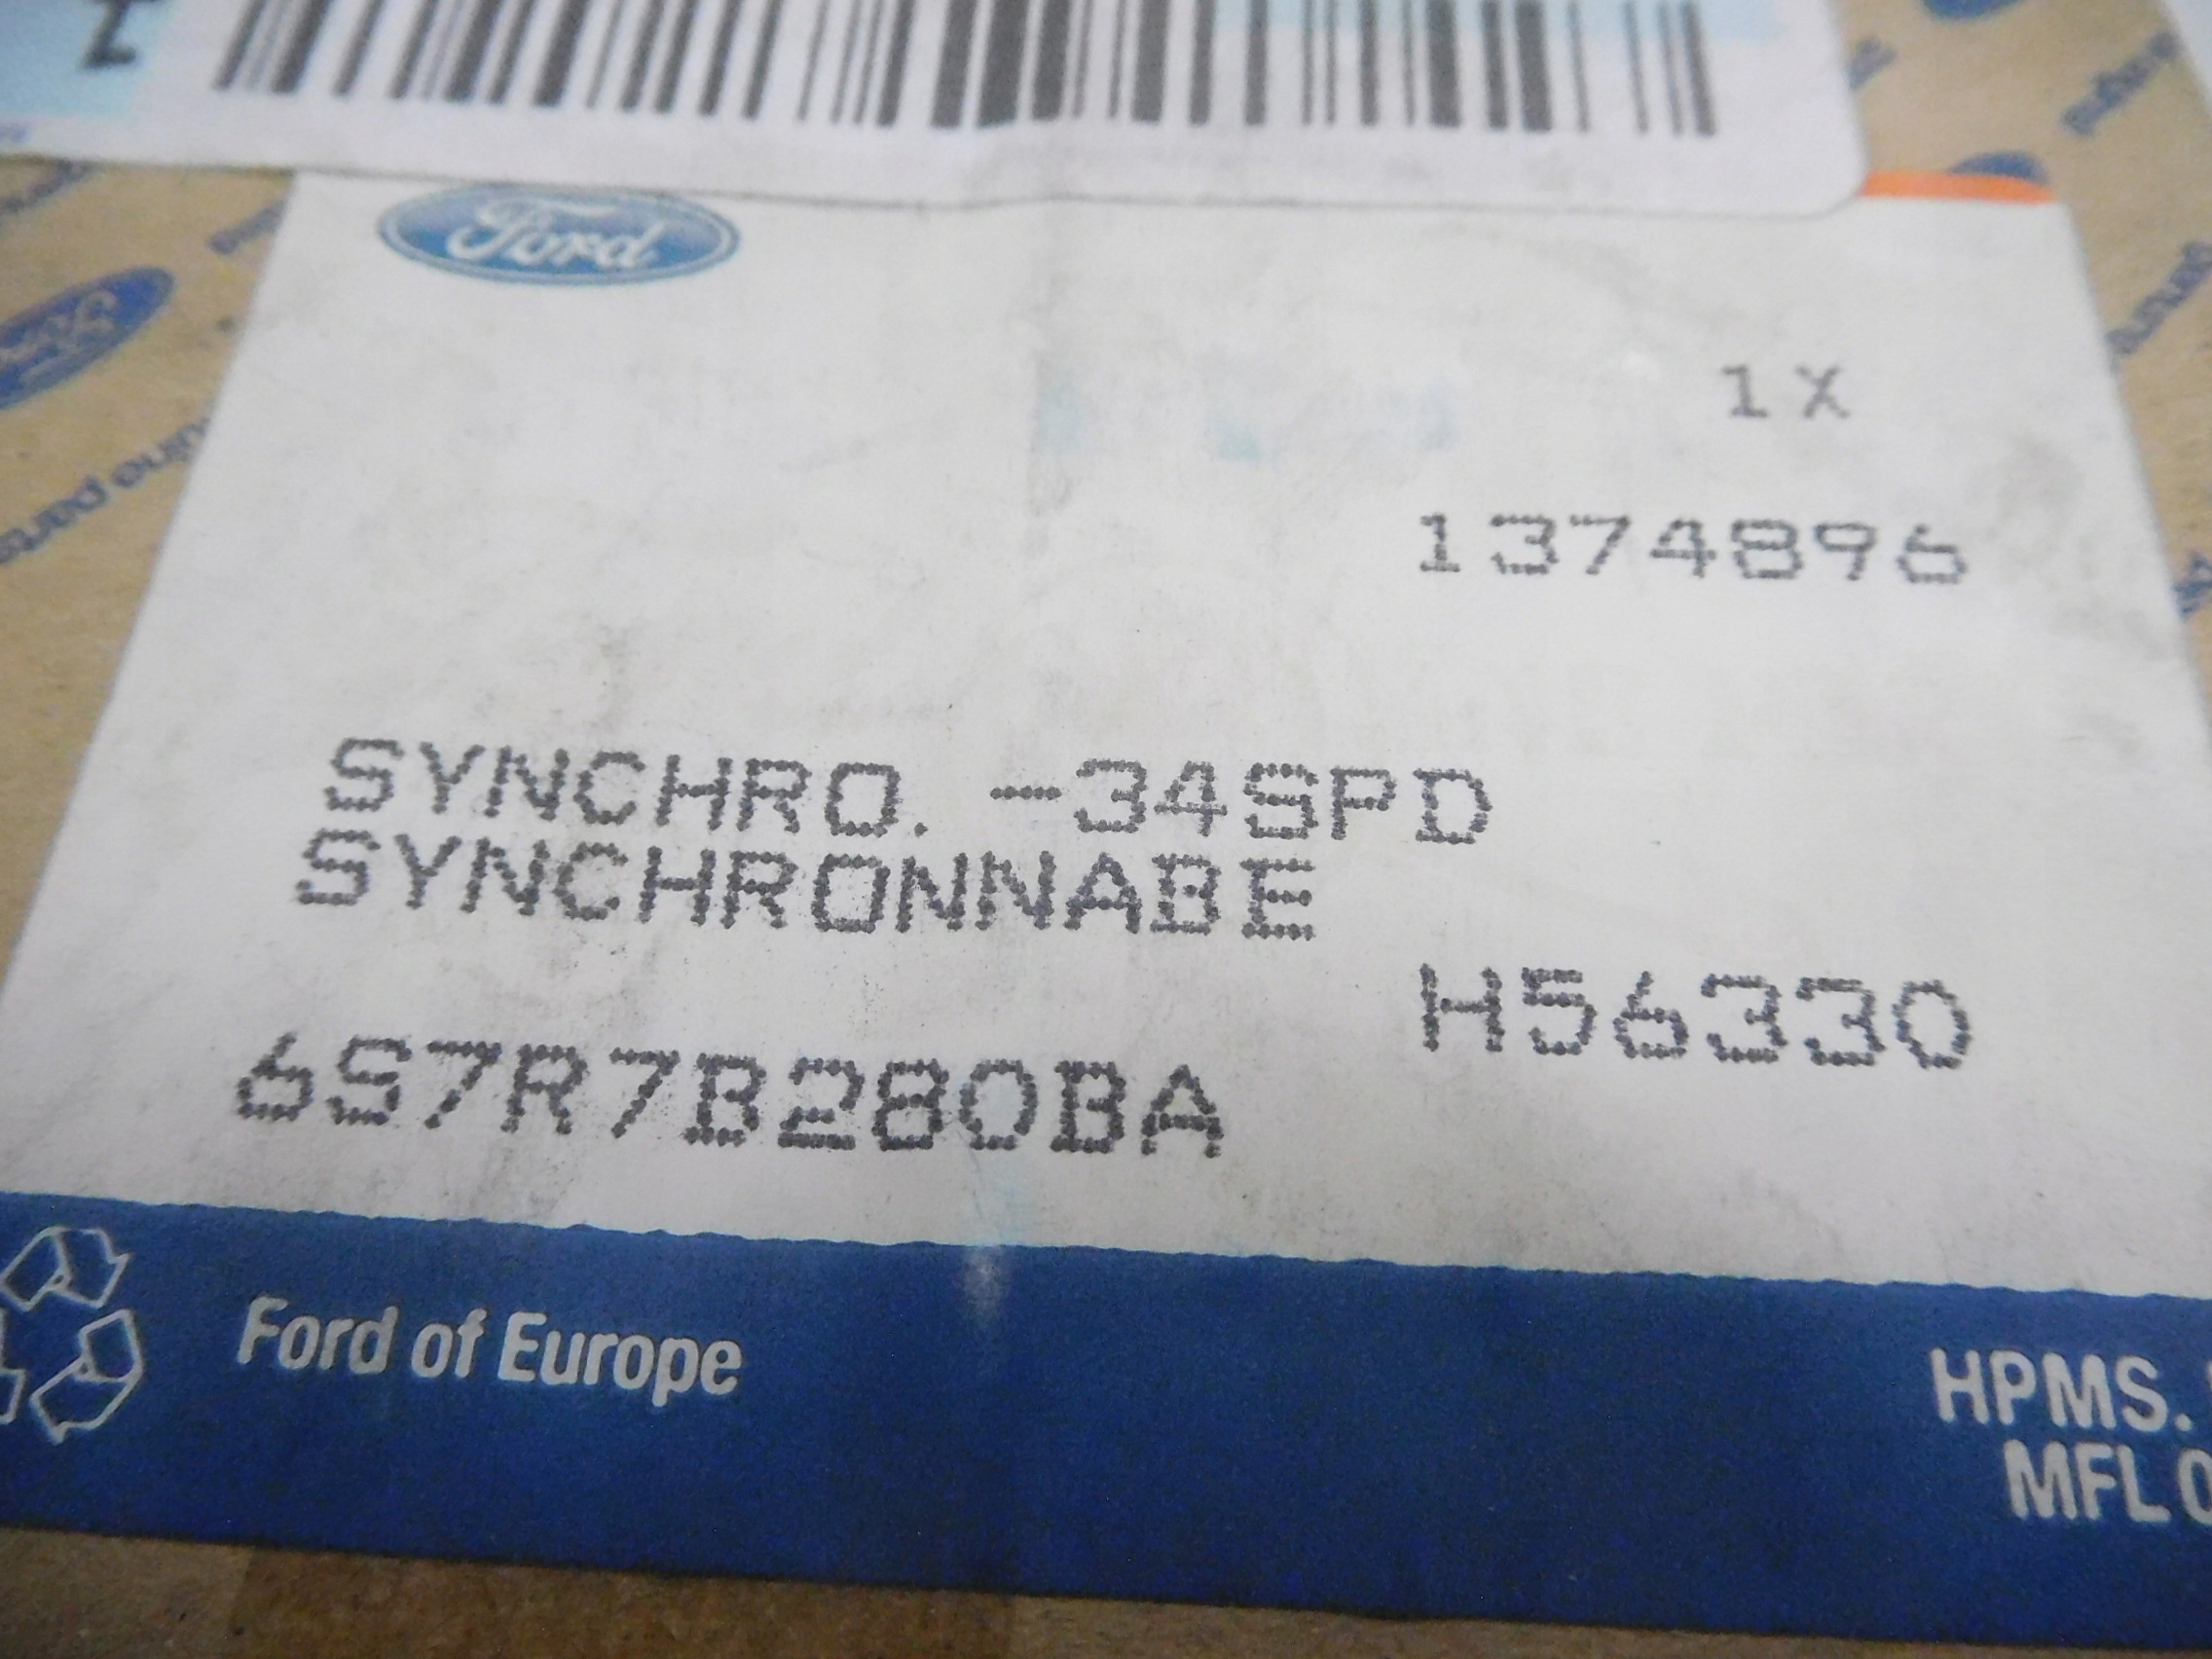 Ford
1X
1374896
SYNCHRO. -34SPD
SYNCHRONNABE
H56330
6S7R7B280BA
Ford of Europe
HPMS.
MFL